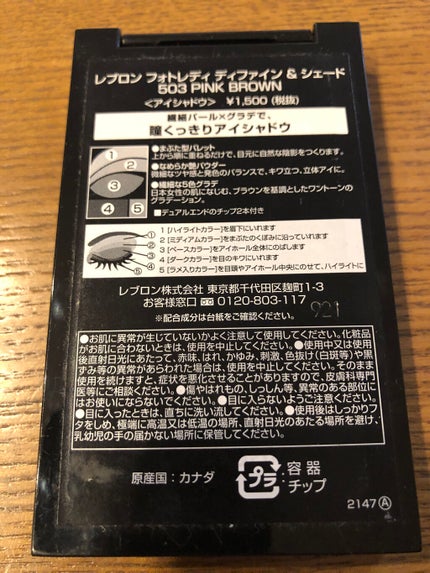 レブロン フォトレディ ディファイン & シェード
503 PINK BROWN
<アイシャドウ> ¥1,500 (税抜)
繊細パール×グラデで、
瞳くっきりアイシャドウ
1
2
3
4 5
●まぶた型パレット
上から順に重ねるだけで、目元に自然な陰影をつくります。
●なめらか艶パウダー
微細なツヤ感と発色のバランスで、キワ立つ、立体アイに。
●繊細な5色グラデ
日本女性の肌になじむ、ブラウンを基調としたワントーンの
グラデーション。
■デュアルエンドのチップ2本付き
1 [ハイライトカラー]を眉下にいれます
2 [ミディアムカラー]をまぶたのくぼみに沿っていれます
3 [ベースカラー]をアイホール全体にのばします
4 [ダークカラー]を目のキワにいれます
5 [ラメ入りカラー]を目頭やアイホール中央にのせて、ハイライトに
① ② ③ ④ ⑤
レブロン株式会社 東京都千代田区麹町1-3
お客様窓口 0120-803-117
921
※配合成分は台紙をご確認ください。
●お肌に異常が生じていないかよく注意して使用してください。化粧品
がお肌に合わないときは、使用を中止してください。●使用中又は使用
後直射日光にあたって、赤味、はれ、かゆみ、刺激、色抜け(白斑等)や黒
ずみ等の異常があらわれた場合は、使用を中止してください。そのまま
使用を続けますと、症状を悪化させることがありますので、皮膚科専門
医等にご相談ください。●傷やはれもの、しっしん等、異常のある部位に
はお使いにならないでください。●目に入らないようご注意ください。
●目に入ったときは、直ちに洗い流してください。●使用後はしっかりフ
タをしめ、極端に高温又は低温の場所、直射日光のあたる場所を避け、
乳幼児の手の届かない場所に保管してください。
原産国：カナダ
プラ
容器
チップ
2147 Ⓐ